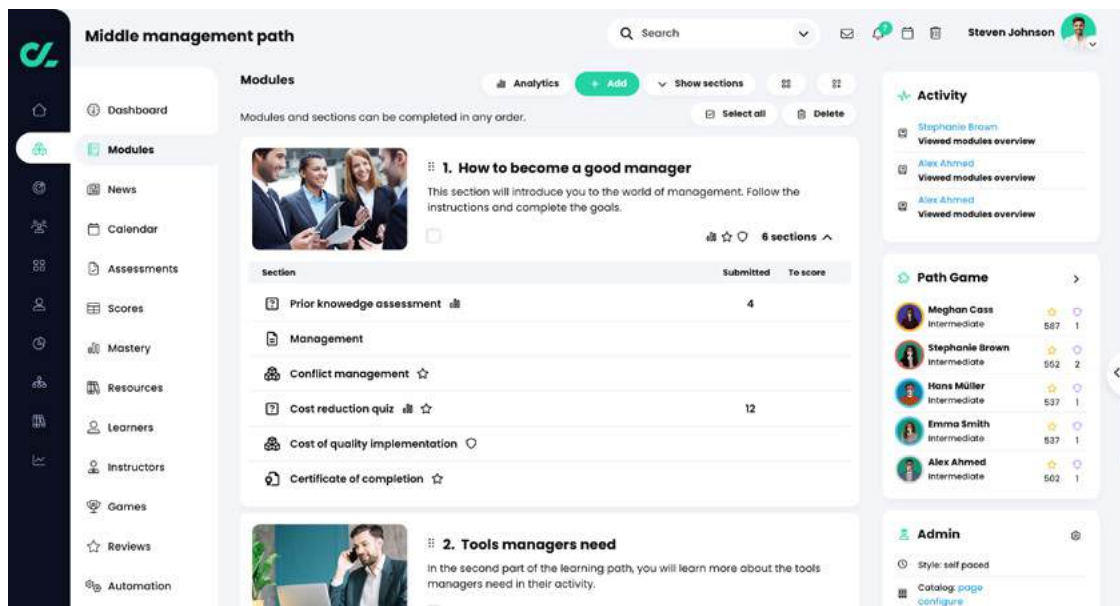 Middle management path
Search
Steven Johnson
Dashboard
Modules
News
Calendar
Assessments
Scores
Mastery
Resources
Learners
Instructors
Games
Reviews
Automation
Modules
Analytics
+ Add
Show sections
Modules and sections can be completed in any order.
Select all
Delete
1. How to become a good manager
This section will introduce you to the world of management. Follow the
instructions and complete the goals.
6 sections
Section Submitted To score
Prior knowedge assessment 4
Management
Conflict management
Cost reduction quiz 12
Cost of quality implementation
Certificate of completion
2. Tools managers need
In the second part of the learning path, you will learn more about the tools
managers need in their activity.
Activity
Stephanie Brown
Viewed modules overview
Alex Ahmed
Viewed modules overview
Alex Ahmed
Viewed modules overview
Path Game
Meghan Cass
Intermediate 587 1
Stephanie Brown
Intermediate 552 2
Hans Müller
Intermediate 537 1
Emma Smith
Intermediate 537 1
Alex Ahmed
Intermediate 502 1
Admin
Style: self paced
Catalog: page
configure